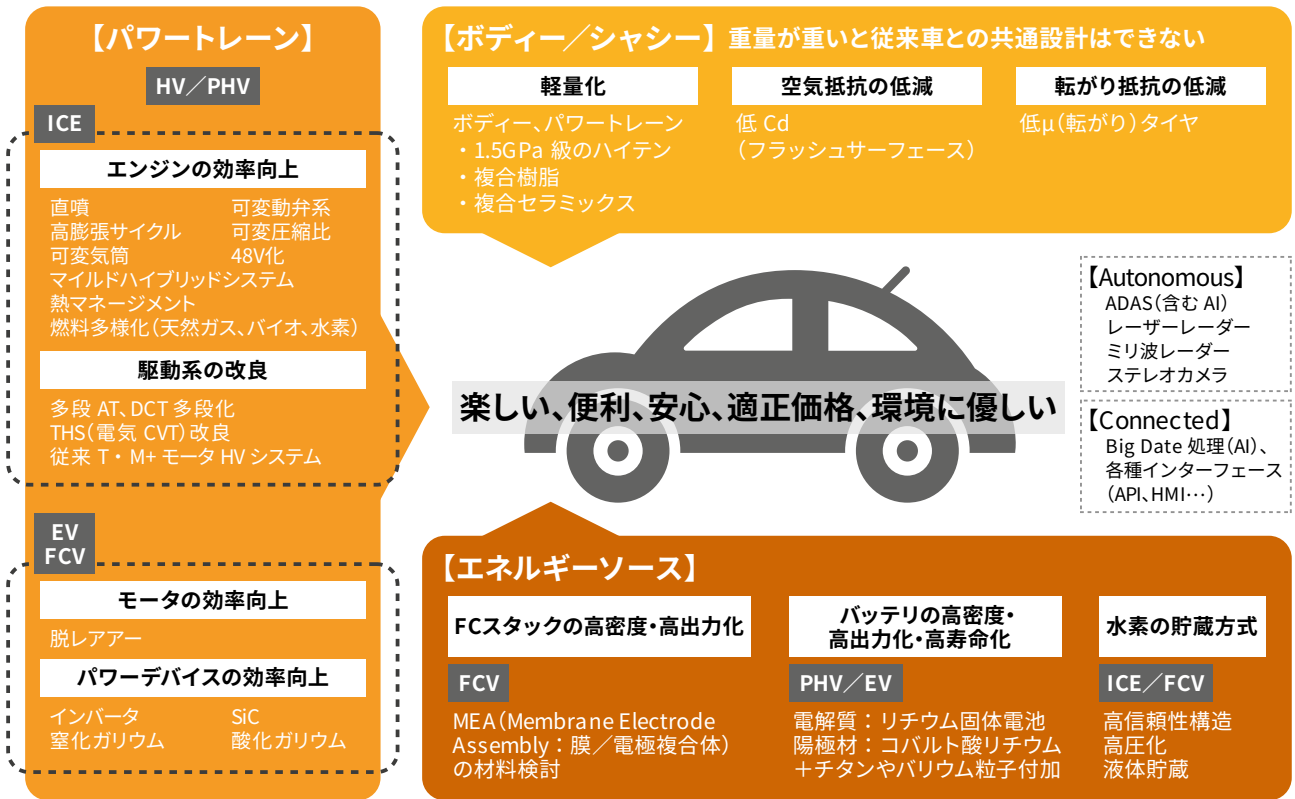 【パワートレーン】
HV／PHV
ICE
エンジンの効率向上
直噴 可変動弁系
高膨張サイクル 可変圧縮比
可変気筒 48V化
マイルドハイブリッドシステム
熱マネージメント
燃料多様化（天然ガス、バイオ、水素）
駆動系の改良
多段 AT、DCT 多段化
THS（電気 CVT）改良
従来 T・M+ モータ HV システム
EV
FCV
モータの効率向上
脱レアアー
パワーデバイスの効率向上
インバータ SiC
窒化ガリウム 酸化ガリウム
【ボディー／シャシー】重量が重いと従来車との共通設計はできない
軽量化
ボディー、パワートレーン
・1.5GPa 級のハイテン
・複合樹脂
・複合セラミックス
空気抵抗の低減
低 Cd
（フラッシュサーフェース）
転がり抵抗の低減
低μ（転がり）タイヤ
楽しい、便利、安心、適正価格、環境に優しい
【Autonomous】
ADAS（含む AI）
レーザーレーダー
ミリ波レーダー
ステレオカメラ
【Connected】
Big Date 処理（AI）、
各種インターフェース
（API、HMI…）
【エネルギーソース】
FCスタックの高密度・高出力化
FCV
MEA（Membrane Electrode
Assembly：膜／電極複合体）
の材料検討
バッテリの高密度・
高出力化・高寿命化
PHV／EV
電解質：リチウム固体電池
陽極材：コバルト酸リチウム
＋チタンやバリウム粒子付加
水素の貯蔵方式
ICE／FCV
高信頼性構造
高圧化
液体貯蔵